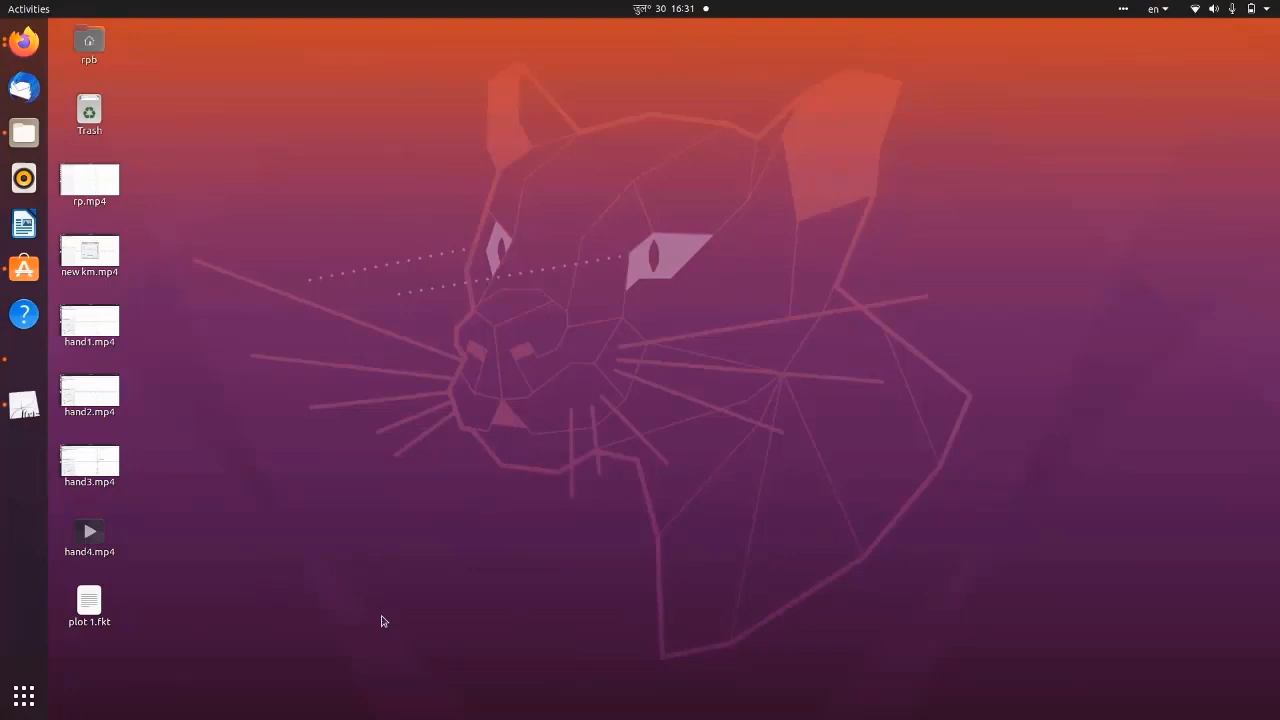 Activities
जुल॰ 30 16:31
en
rpb
Trash
rp.mp4
new km.mp4
hand1.mp4
hand2.mp4
hand3.mp4
hand4.mp4
plot 1.fkt